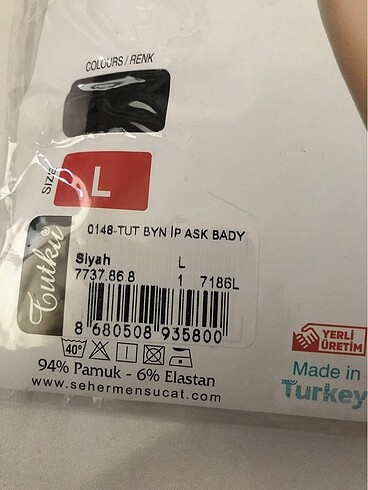 COLOURS / RENK
SIZE
L
Tutku®
0148-TUT BYN İP ASK BADY
Siyah L
7737.86 8 1 7186L
8 680508 935800
40°
94% Pamuk - 6% Elastan
www.sehermensucat.com
YERLİ
ÜRETİM
Made in
Turkey